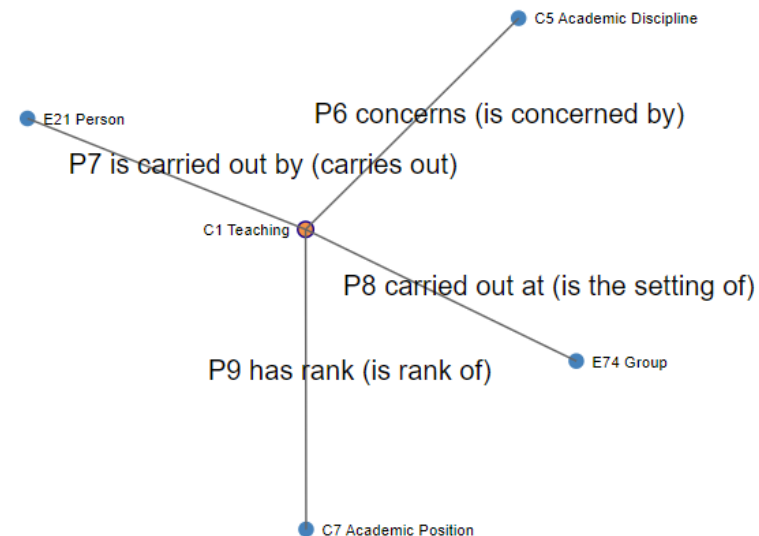 C5 Academic Discipline
P6 concerns (is concerned by)
E21 Person
P7 is carried out by (carries out)
C1 Teaching
P8 carried out at (is the setting of)
E74 Group
P9 has rank (is rank of)
C7 Academic Position